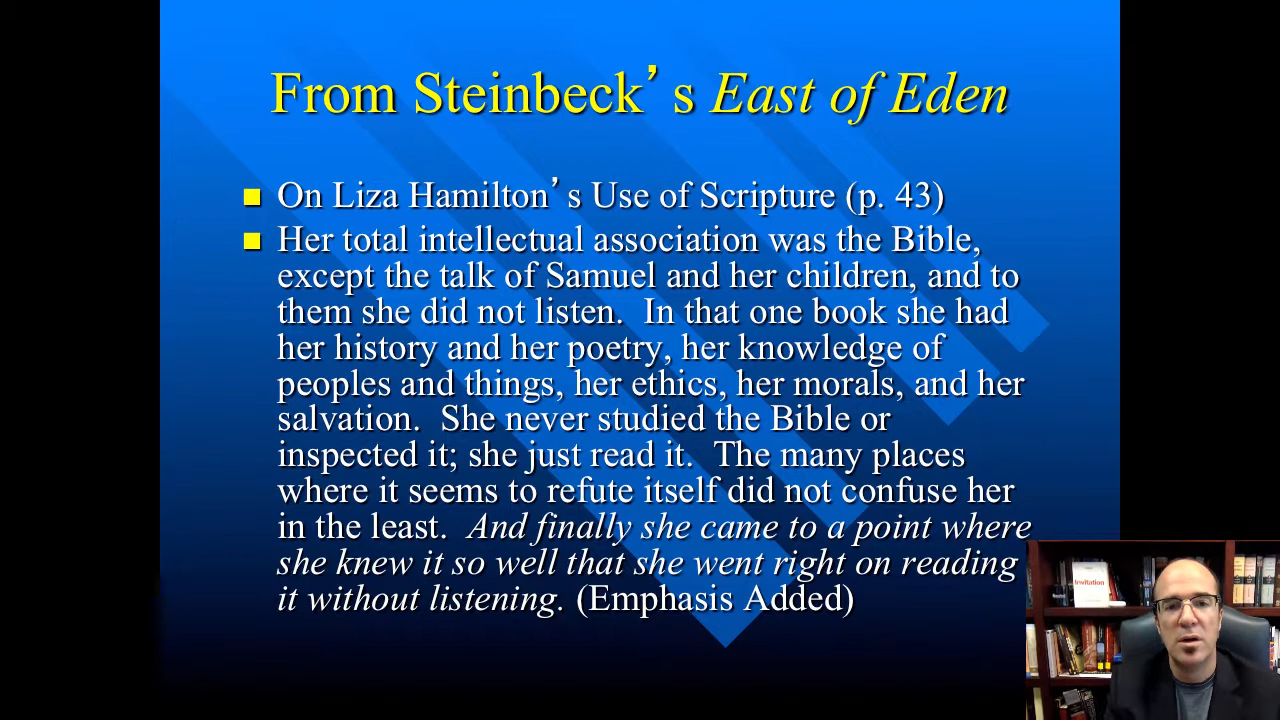 From Steinbeck’s East of Eden
On Liza Hamilton’s Use of Scripture (p. 43)
Her total intellectual association was the Bible,
except the talk of Samuel and her children, and to
them she did not listen. In that one book she had
her history and her poetry, her knowledge of
peoples and things, her ethics, her morals, and her
salvation. She never studied the Bible or
inspected it; she just read it. The many places
where it seems to refute itself did not confuse her
in the least. And finally she came to a point where
she knew it so well that she went right on reading
it without listening. (Emphasis Added)
Invitation